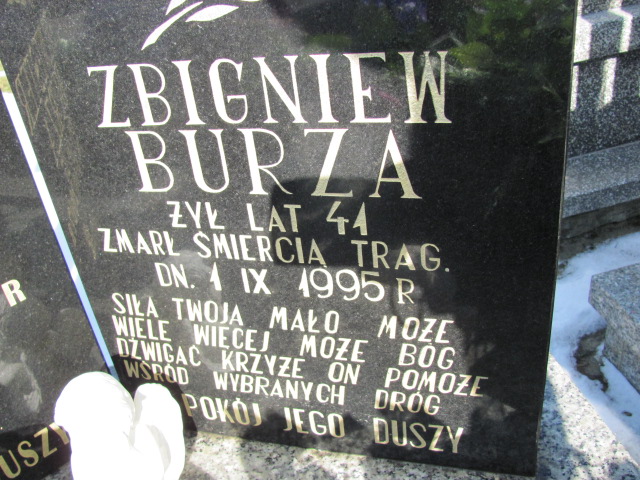 ZBIGNIEW
BURZA
ŻYŁ LAT 41
ZMARŁ ŚMIERCIĄ TRAG.
DN. 1 IX 1995 R
SIŁA TWOJA MAŁO MOŻE
WIELE WIĘCEJ MOŻE BÓG
DŹWIGAĆ KRZYŻE ON POMOŻE
WŚRÓD WYBRANYCH DRÓG
POKÓJ JEGO DUSZY
R
DUSZY